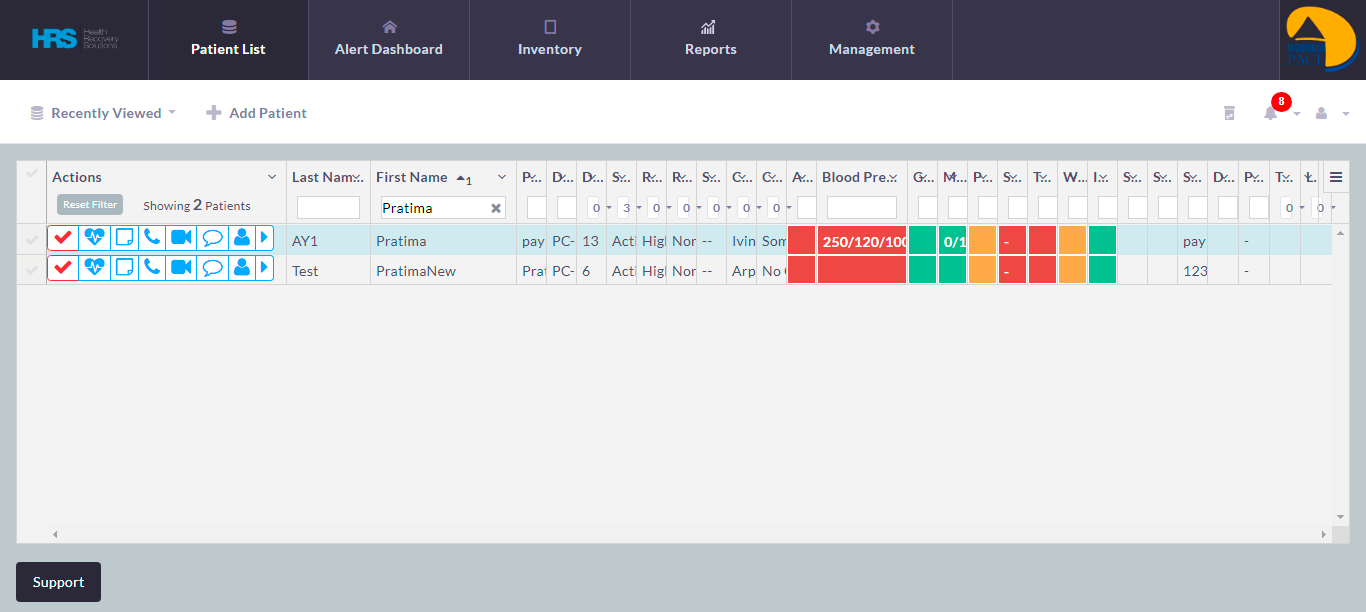 HRS Health Recovery Solutions
Patient List
Alert Dashboard
Inventory
Reports
Management
PACT
Recently Viewed
Add Patient
8
Actions Last Nam... First Name 1 P... D... D... S... R... R... S... C... C... A... Blood Pre... G... M... P... S... T... W... I... S... S... S... D... P... T... L...
Reset Filter Showing 2 Patients Pratima 0 3 0 0 0 0 0 0 0
AY1 Pratima pay PC- 13 Acti Higl Nor -- Ivin Som 250/120/100 0/1 - pay -
Test PratimaNew Prat PC- 6 Acti Higl Nor -- Arp No - 123 -
Support